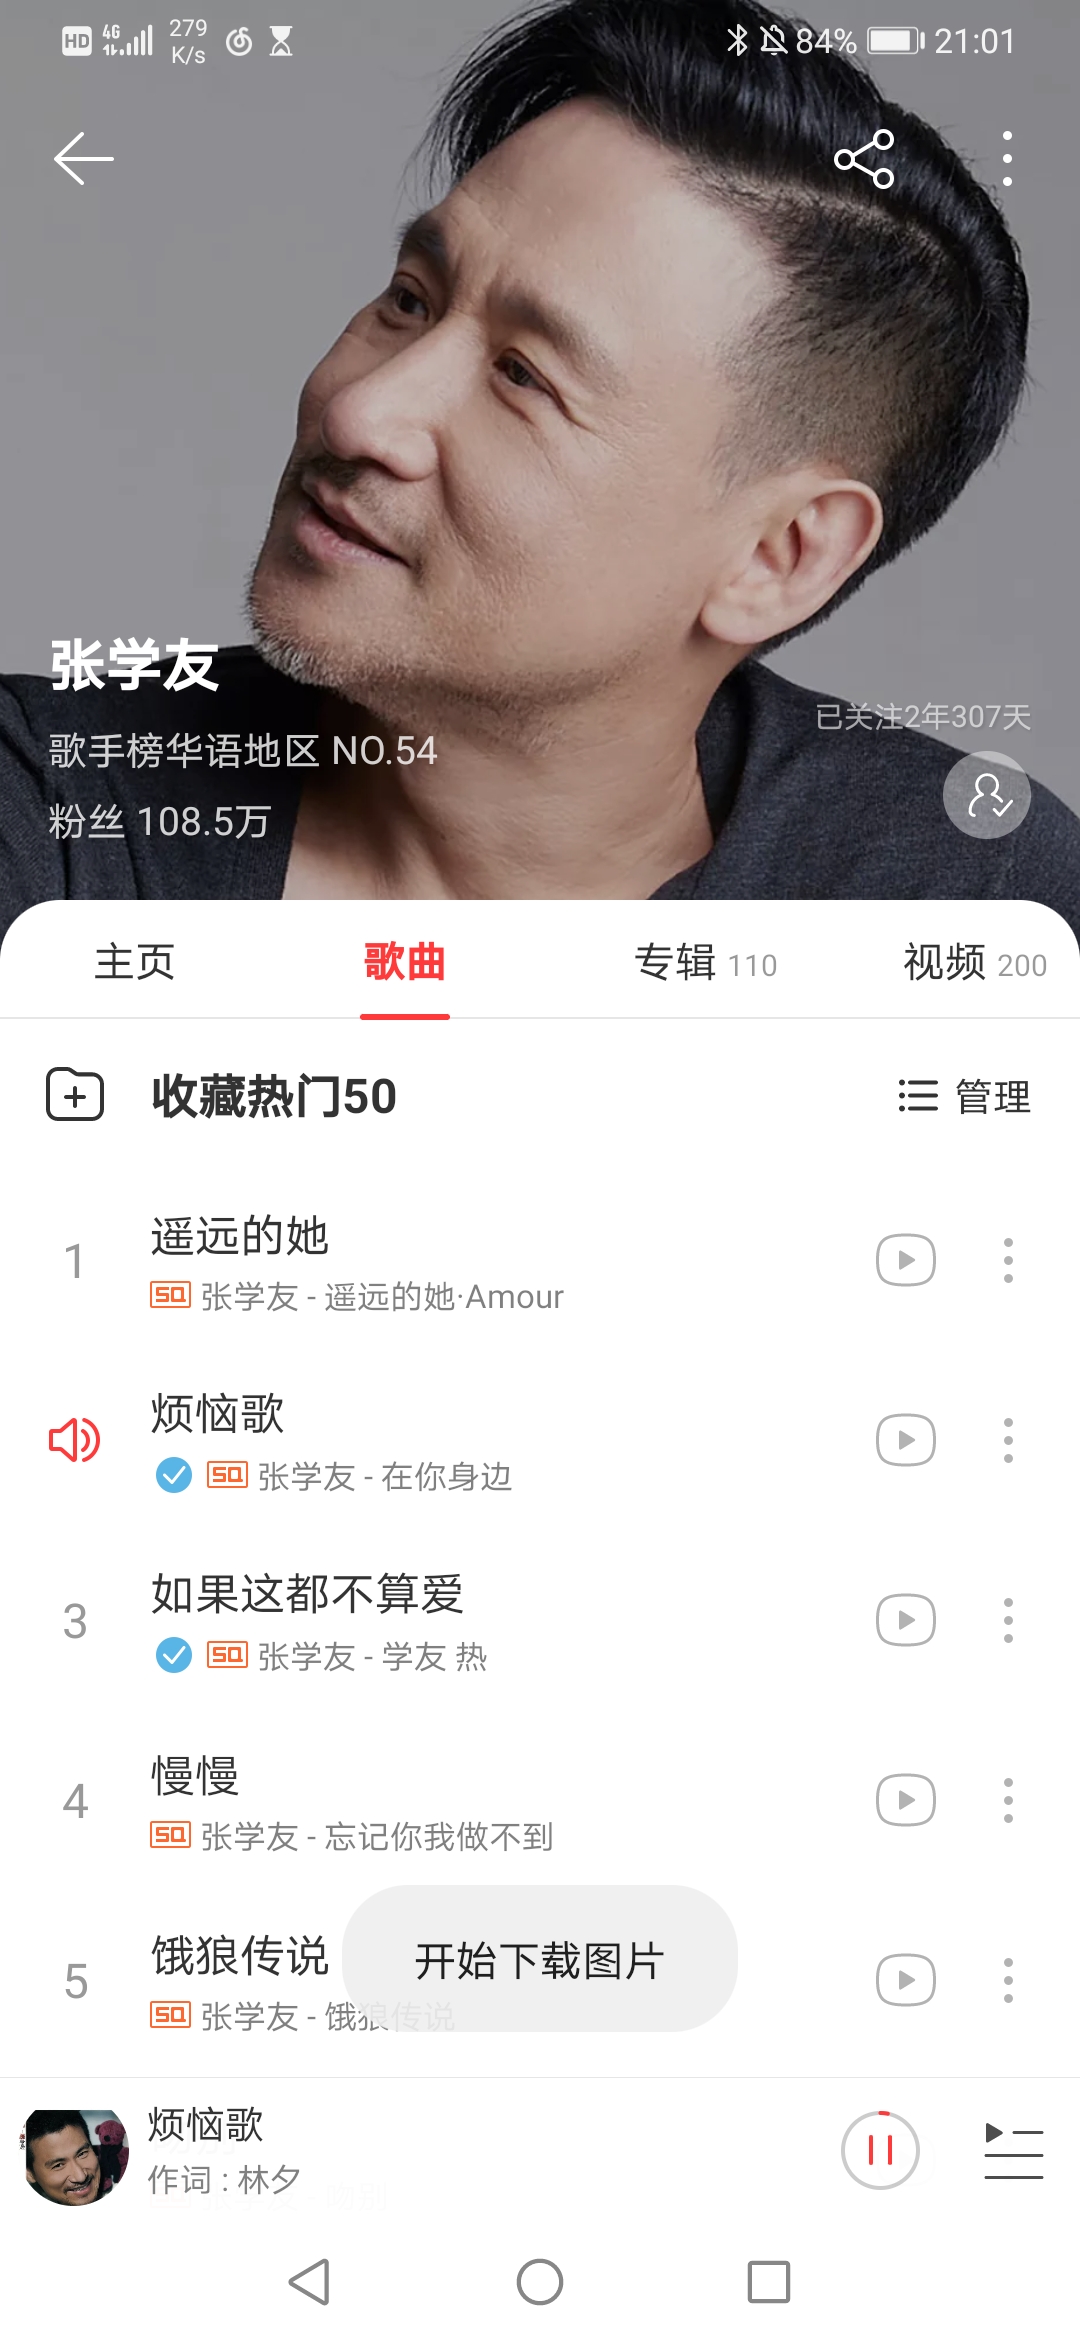 HD 4G 279 K/s 84% 21:01
张学友
歌手榜华语地区 NO.54
已关注2年307天
粉丝 108.5万
主页 歌曲 专辑 110 视频 200
收藏热门50 管理
1 遥远的她
SQ 张学友 - 遥远的她·Amour
烦恼歌
SQ 张学友 - 在你身边
3 如果这都不算爱
SQ 张学友 - 学友 热
4 慢慢
SQ 张学友 - 忘记你我做不到
5 饿狼传说
开始下载图片
SQ 张学友 - 饿狼传说
烦恼歌
作词 : 林夕